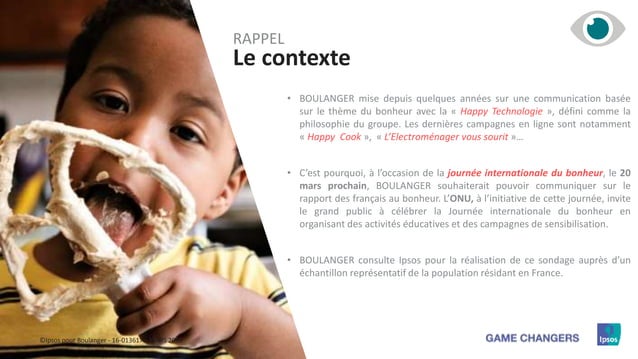 RAPPEL
Le contexte
• BOULANGER mise depuis quelques années sur une communication basée
sur le thème du bonheur avec la « Happy Technologie », défini comme la
philosophie du groupe. Les dernières campagnes en ligne sont notamment
« Happy Cook », « L’Electroménager vous sourit »…
• C’est pourquoi, à l’occasion de la journée internationale du bonheur, le 20
mars prochain, BOULANGER souhaiterait pouvoir communiquer sur le
rapport des français au bonheur. L’ONU, à l’initiative de cette journée, invite
le grand public à célébrer la Journée internationale du bonheur en
organisant des activités éducatives et des campagnes de sensibilisation.
• BOULANGER consulte Ipsos pour la réalisation de ce sondage auprès d’un
échantillon représentatif de la population résidant en France.
©Ipsos pour Boulanger - 16-01361
GAME CHANGERS
Ipsos